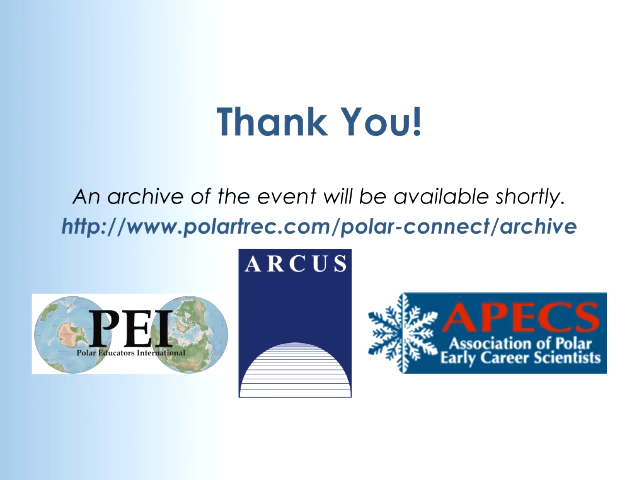 Thank You!
An archive of the event will be available shortly.
http://www.polartrec.com/polar-connect/archive
ARCUS
PEI
Polar Educators International
APECS
Association of Polar
Early Career Scientists